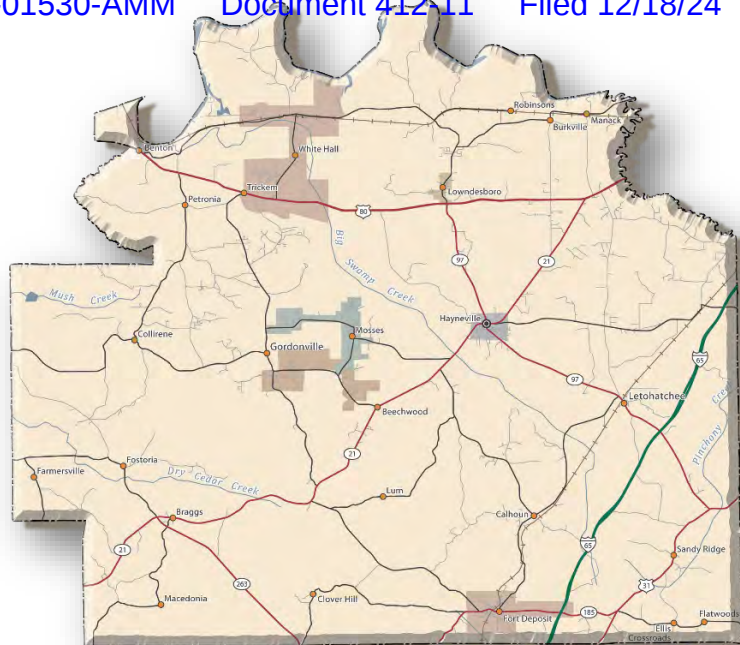 -01530-AMM Document 412-11 Filed 12/18/24
Robinsons
Manack
Burkville
Benton
White Hall
Trickem
Lowndesboro
Petronia
80
Big
Swamp
Creek
97
21
Mush Creek
Hayneville
Mosses
Collirene
Gordonville
65
97
Letohatchee
Beechwood
Pinchony Creek
21
Fostoria
Farmersville
Dry Cedar Creek
Lum
Braggs
Calhoun
21
65
Sandy Ridge
263
31
Macedonia
Clover Hill
Fort Deposit
185
Flatwoods
Ellis
Crossroads